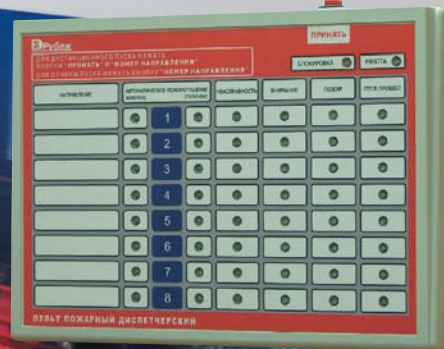 ПРИНЯТЬ
Рубеж
ДЛЯ ДИСТАНЦИОННОГО ПУСКА НАЖАТЬ
КНОПКИ "ПРИНЯТЬ" И "НОМЕР НАПРАВЛЕНИЯ"
ДЛЯ ОТМЕНЫ ПУСКА НАЖАТЬ КНОПКУ "НОМЕР НАПРАВЛЕНИЯ"
БЛОКИРОВКА
РАБОТА
НАПРАВЛЕНИЕ
АВТОМАТИЧЕСКОЕ ПОЖАРОТУШЕНИЕ
ВКЛЮЧЕНО
ОТКЛЮЧЕНО
НЕИСПРАВНОСТЬ
ВНИМАНИЕ
ПОЖАР
ПУСК ПРОШЕЛ
1
2
3
4
5
6
7
8
ПУЛЬТ ПОЖАРНЫЙ ДИСПЕТЧЕРСКИЙ